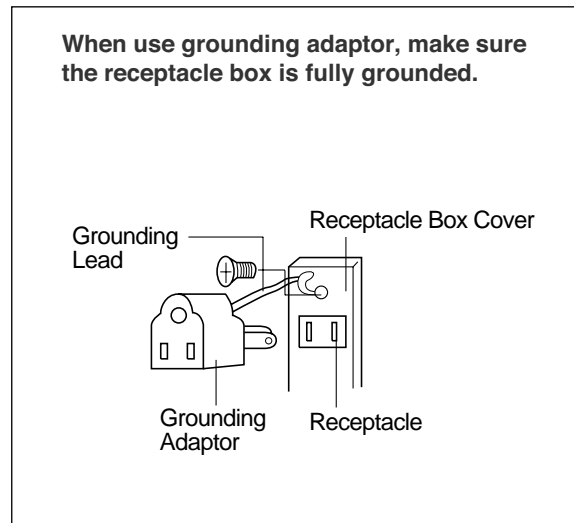 When use grounding adaptor, make sure
the receptacle box is fully grounded.
Receptacle Box Cover
Grounding
Lead
Grounding
Adaptor
Receptacle